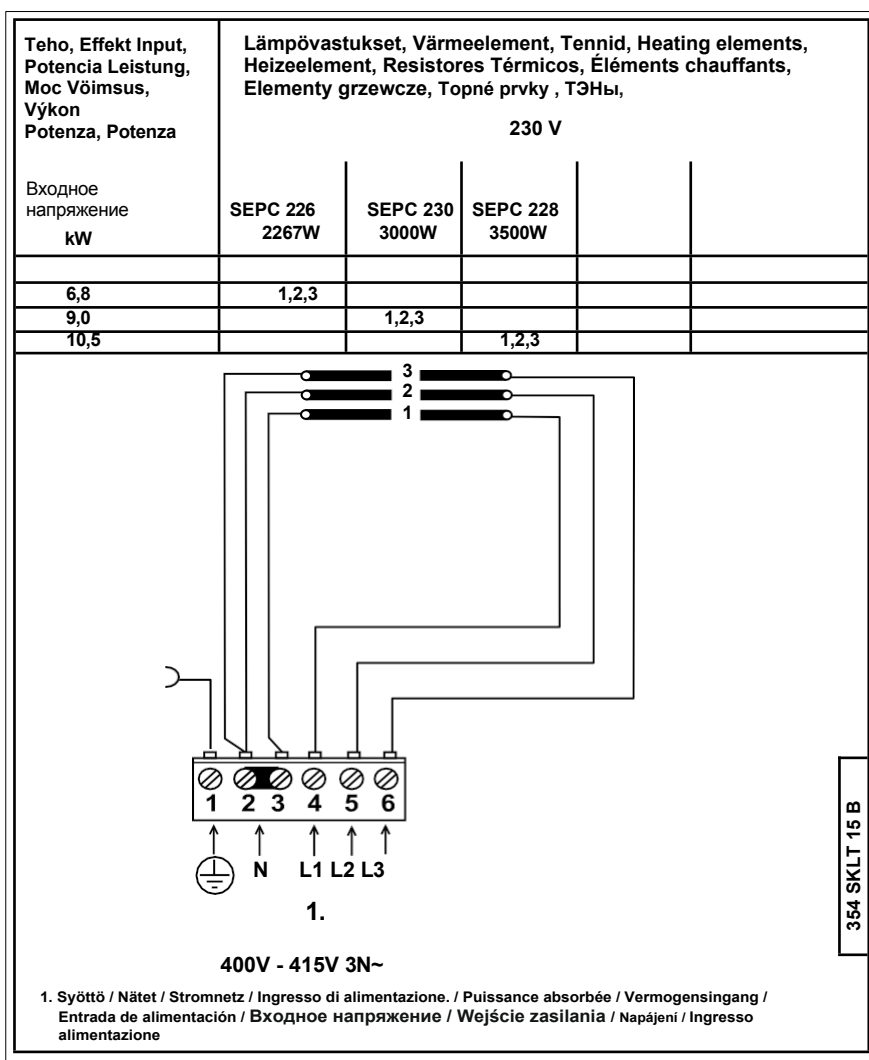 Teho, Effekt Input,
Potencia Leistung,
Moc Vöimsus,
Výkon
Potenza, Potenza
Lämpövastukset, Värmeelement, Tennid, Heating elements,
Heizeelement, Resistores Térmicos, Éléments chauffants,
Elementy grzewcze, Topné prvky , ТЭНы,
230 V
Входное
напряжение
kW
SEPC 226
2267W
SEPC 230
3000W
SEPC 228
3500W
6,8 1,2,3
9,0 1,2,3
10,5 1,2,3
3
2
1
1 2 3 4 5 6
N L1 L2 L3
1.
400V - 415V 3N~
354 SKLT 15 B
1. Syöttö / Nätet / Stromnetz / Ingresso di alimentazione. / Puissance absorbée / Vermogensingang /
Entrada de alimentación / Входное напряжение / Wejście zasilania / Napájení / Ingresso
alimentazione